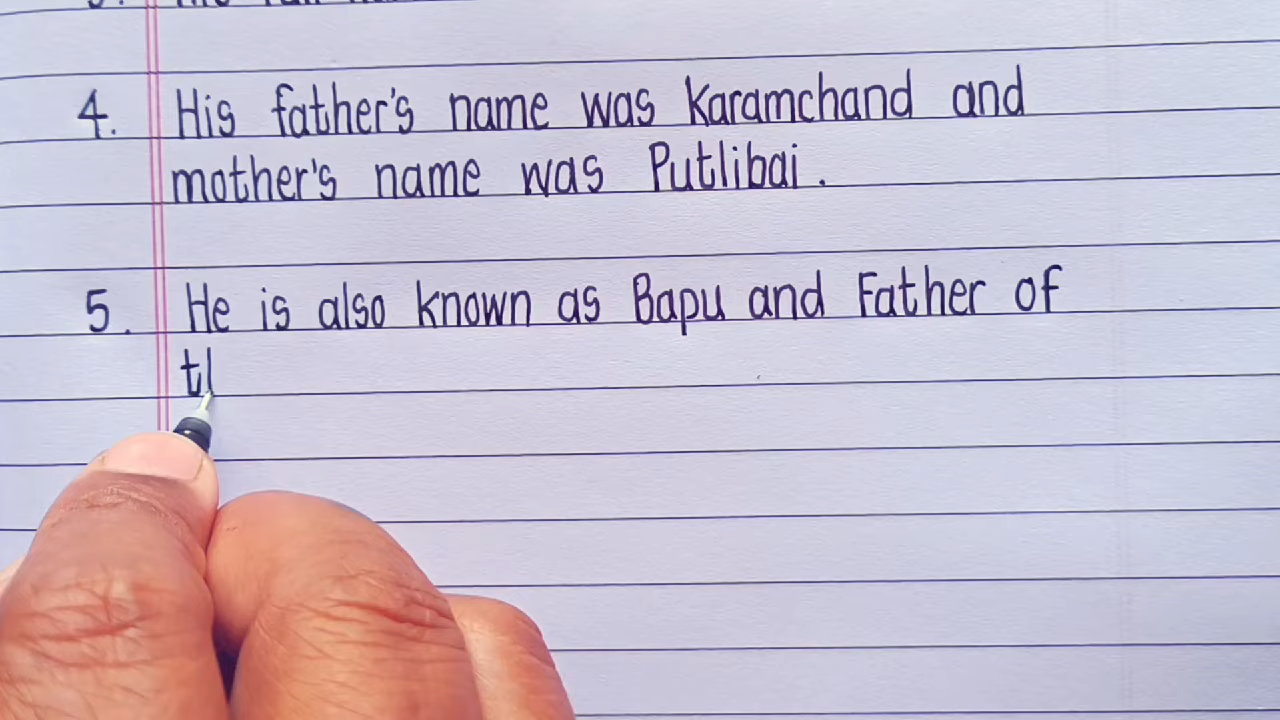 4. His father's name was Karamchand and
mother's name was Putlibai.
5. He is also known as Bapu and Father of